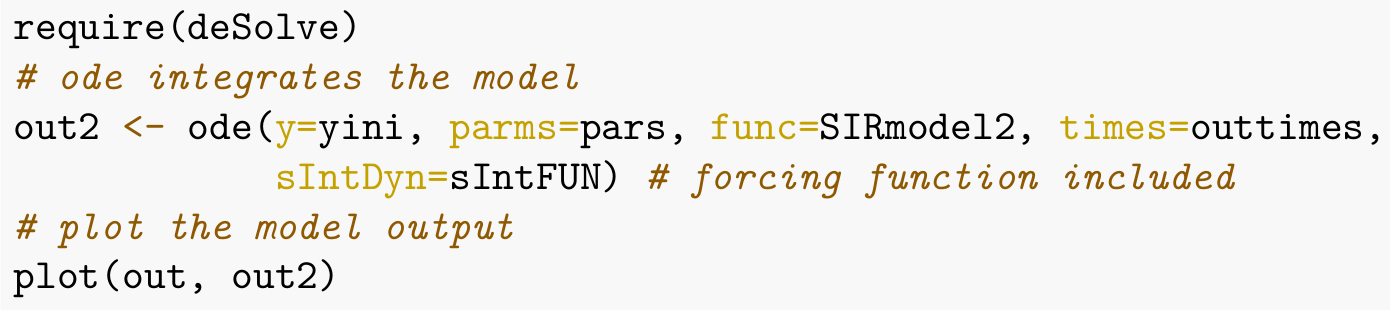 require(deSolve)
# ode integrates the model
out2 <- ode(y=yini, parms=pars, func=SIRmodel2, times=outtimes,
            sIntDyn=sIntFUN) # forcing function included
# plot the model output
plot(out, out2)